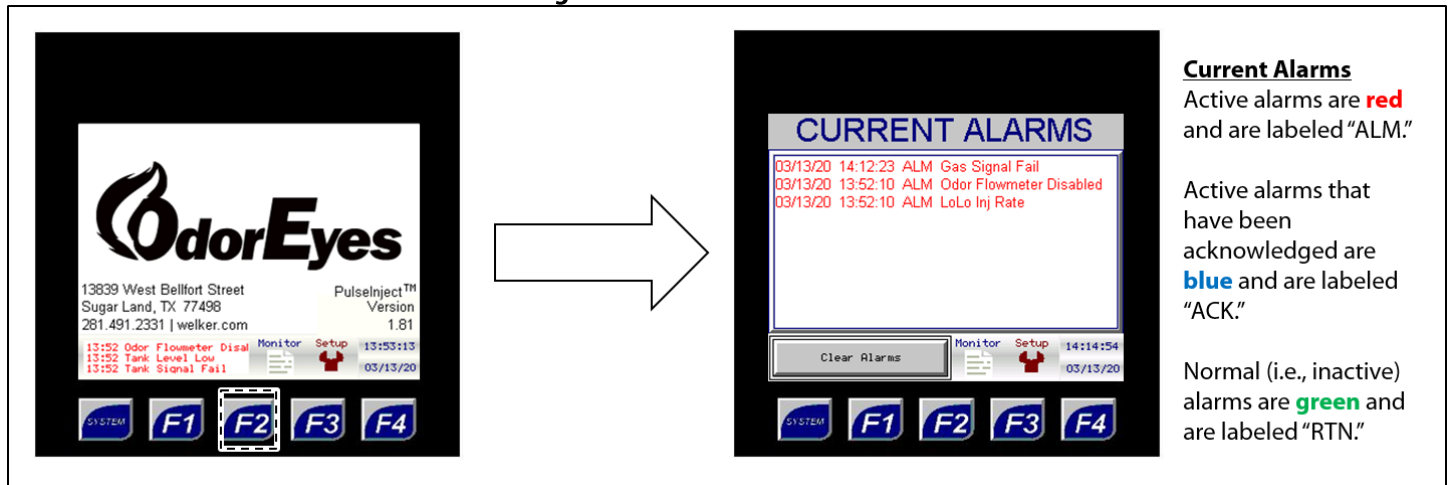 OdorEyes
13839 West Bellfort Street
Sugar Land, TX 77498
281.491.2331 | welker.com
PulseInject™
Version
1.81
13:52 Odor Flowmeter Disal
13:52 Tank Level Low
13:52 Tank Signal Fail
Monitor
Setup
13:53:13
03/13/20
SYSTEM F1 F2 F3 F4
CURRENT ALARMS
03/13/20 14:12:23 ALM Gas Signal Fail
03/13/20 13:52:10 ALM Odor Flowmeter Disabled
03/13/20 13:52:10 ALM LoLo Inj Rate
Clear Alarms
Monitor
Setup
14:14:54
03/13/20
SYSTEM F1 F2 F3 F4
Current Alarms
Active alarms are red
and are labeled “ALM.”
Active alarms that
have been
acknowledged are
blue and are labeled
“ACK.”
Normal (i.e., inactive)
alarms are green and
are labeled “RTN.”